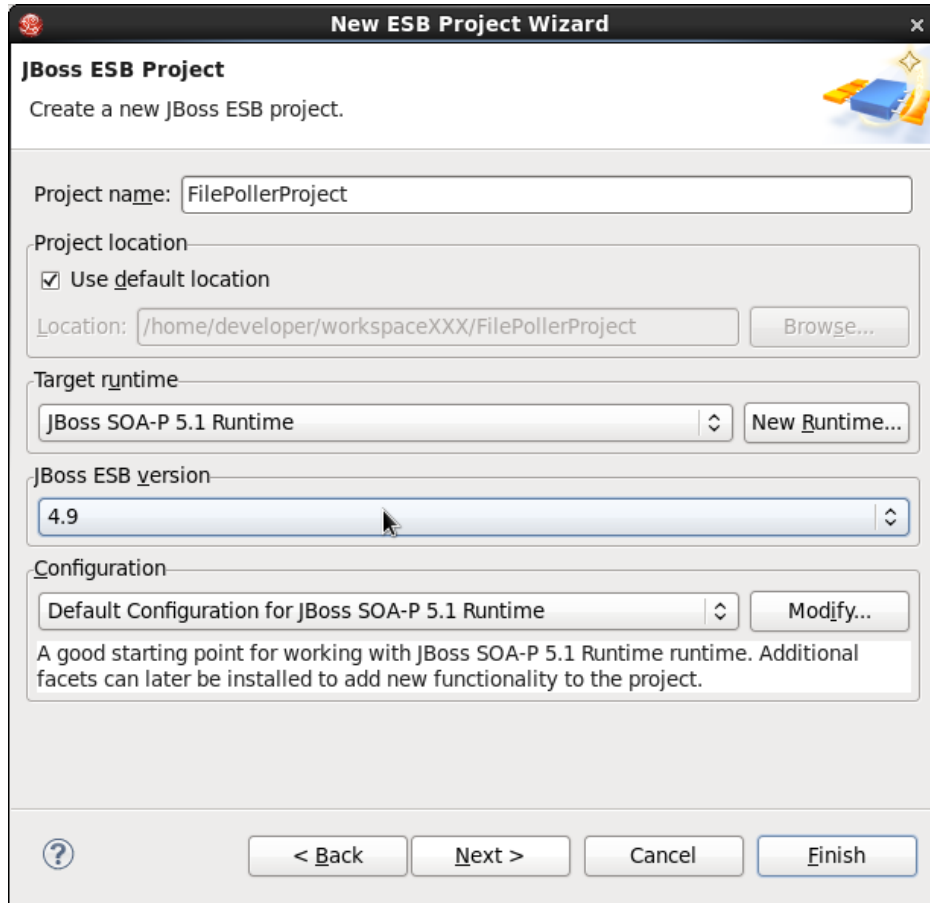 New ESB Project Wizard
JBoss ESB Project
Create a new JBoss ESB project.
Project name: FilePollerProject
Project location
Use default location
Location: /home/developer/workspaceXXX/FilePollerProject Browse...
Target runtime
JBoss SOA-P 5.1 Runtime New Runtime...
JBoss ESB version
4.9
Configuration
Default Configuration for JBoss SOA-P 5.1 Runtime Modify...
A good starting point for working with JBoss SOA-P 5.1 Runtime runtime. Additional
facets can later be installed to add new functionality to the project.
? < Back Next > Cancel Finish